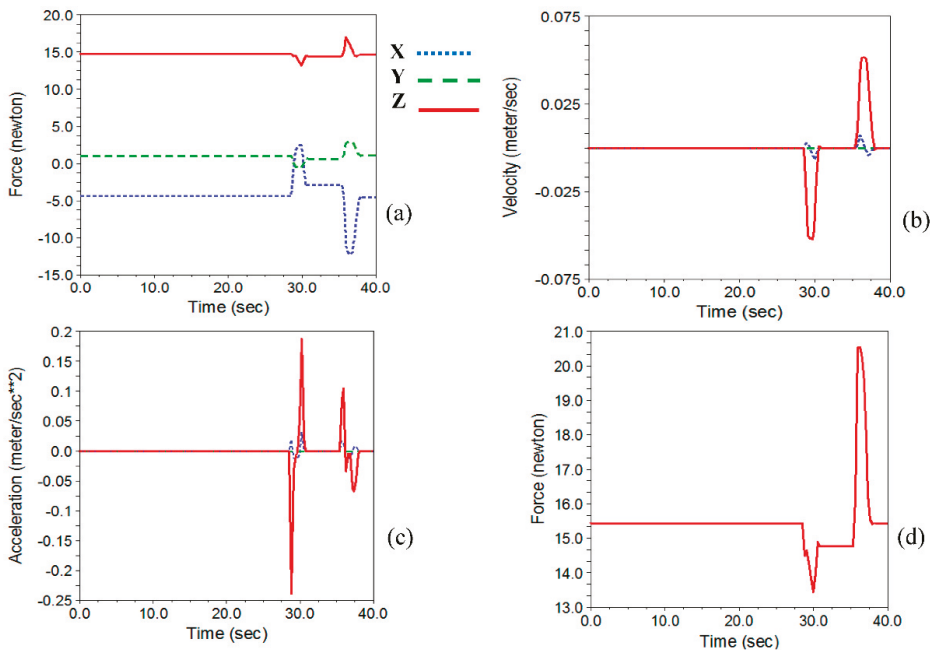 20.0
15.0
10.0
5.0
0.0
-5.0
-10.0
-15.0
0.0 10.0 20.0 30.0 40.0
Force (newton)
Time (sec)
(a)
X
Y
Z
0.075
0.025
-0.025
-0.075
0.0 10.0 20.0 30.0 40.0
Velocity (meter/sec)
Time (sec)
(b)
0.2
0.15
0.1
0.05
0.0
-0.05
-0.1
-0.15
-0.2
-0.25
0.0 10.0 20.0 30.0 40.0
Acceleration (meter/sec**2)
Time (sec)
(c)
21.0
20.0
19.0
18.0
17.0
16.0
15.0
14.0
13.0
0.0 10.0 20.0 30.0 40.0
Force (newton)
Time (sec)
(d)